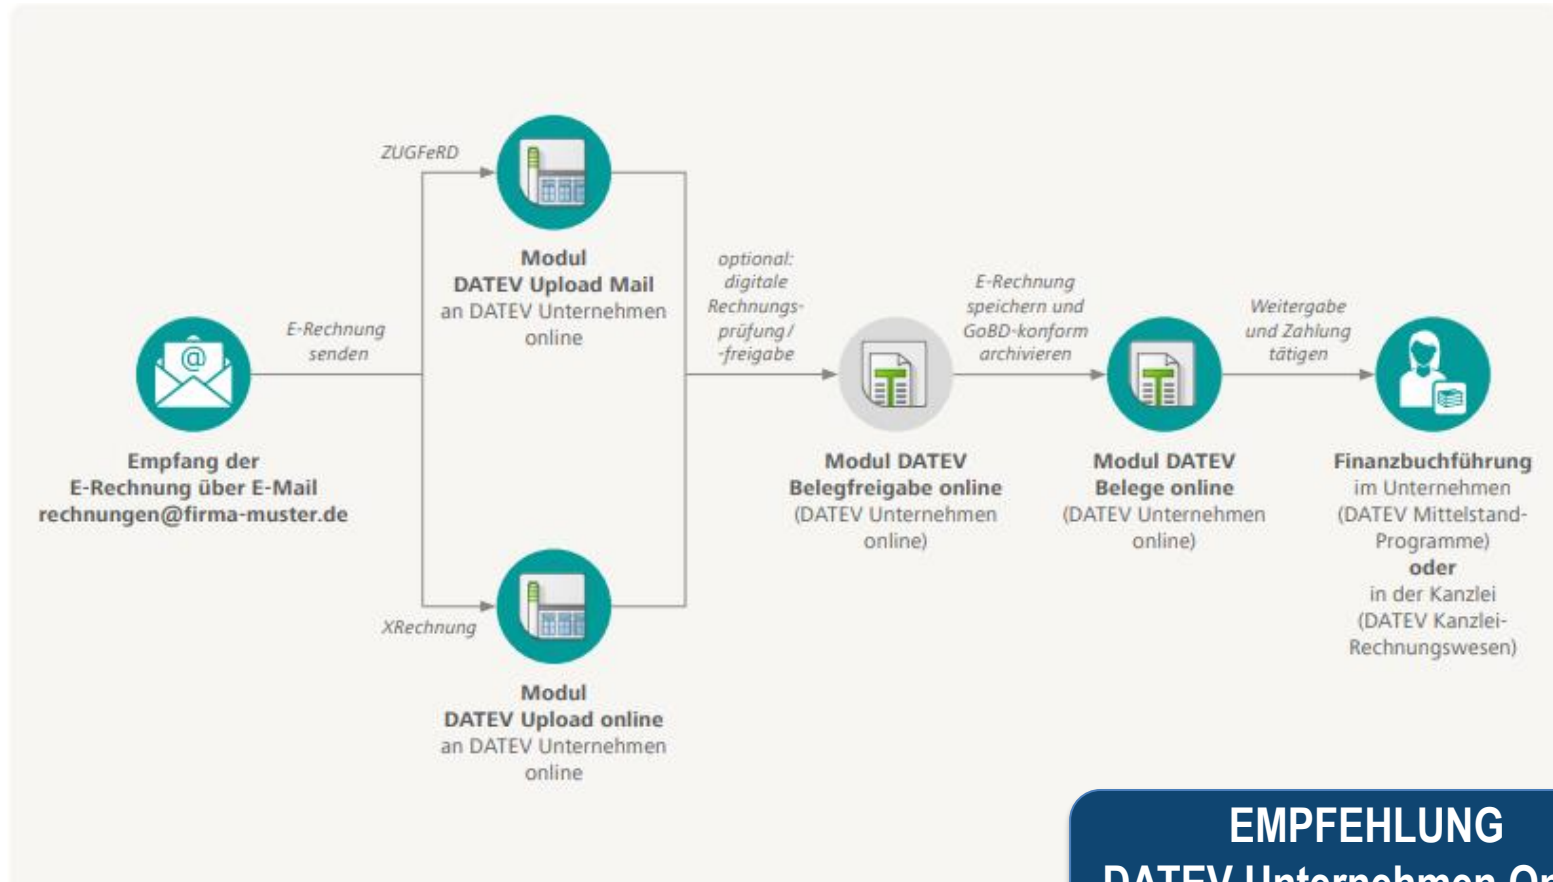 Empfang der
E-Rechnung über E-Mail
rechnungen@firma-muster.de
E-Rechnung
senden
ZUGFeRD
Modul
DATEV Upload Mail
an DATEV Unternehmen
online
XRechnung
Modul
DATEV Upload online
an DATEV Unternehmen
online
optional:
digitale
Rechnungs-
prüfung /
-freigabe
Modul DATEV
Belegfreigabe online
(DATEV Unternehmen
online)
E-Rechnung
speichern und
GoBD-konform
archivieren
Modul DATEV
Belege online
(DATEV Unternehmen
online)
Weitergabe
und Zahlung
tätigen
Finanzbuchführung
im Unternehmen
(DATEV Mittelstand-
Programme)
oder
in der Kanzlei
(DATEV Kanzlei-
Rechnungswesen)
EMPFEHLUNG
DATEV Unternehmen